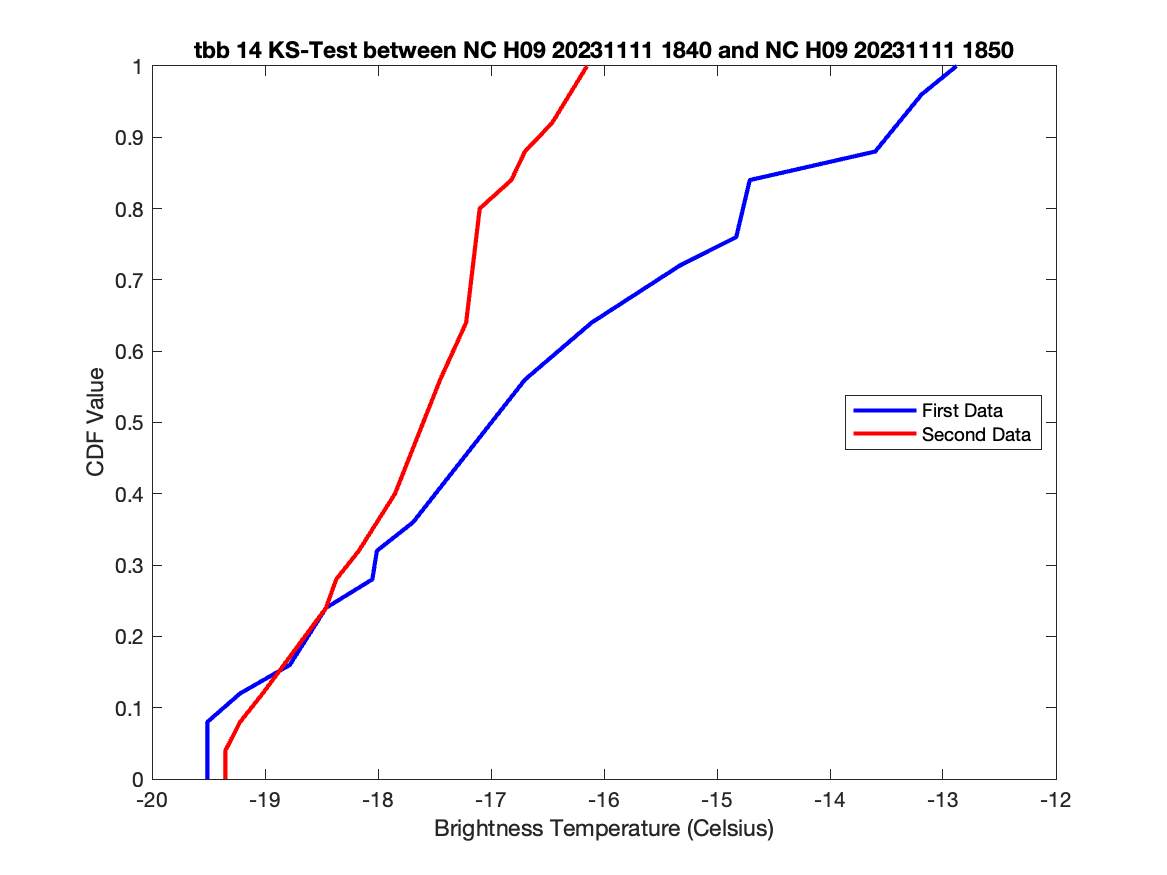 tbb 14 KS-Test between NC H09 20231111 1840 and NC H09 20231111 1850
1
0.9
0.8
0.7
0.6
0.5
0.4
0.3
0.2
0.1
0
CDF Value
First Data
Second Data
-20 -19 -18 -17 -16 -15 -14 -13 -12
Brightness Temperature (Celsius)